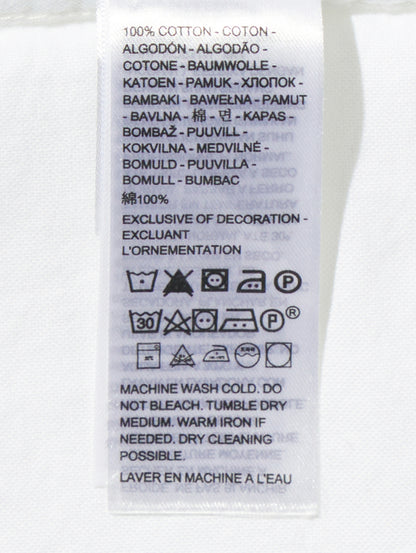 100% COTTON - COTON -
ALGODÓN - ALGODÃO -
COTONE - BAUMWOLLE -
KATOEN - PAMUK - ХЛОПОК -
BAMBAKI - BAWEŁNA - PAMUT
- BAVLNA - 棉 - 면 - KAPAS -
BOMBAŽ - PUUVILL -
KOKVILNA - MEDVILNĖ -
BOMULD - PUUVILLA -
BOMULL - BUMBAC
綿100%
EXCLUSIVE OF DECORATION -
EXCLUANT
L'ORNEMENTATION
P
30 P®
MACHINE WASH COLD. DO
NOT BLEACH. TUMBLE DRY
MEDIUM. WARM IRON IF
NEEDED. DRY CLEANING
POSSIBLE.
LAVER EN MACHINE À L'EAU